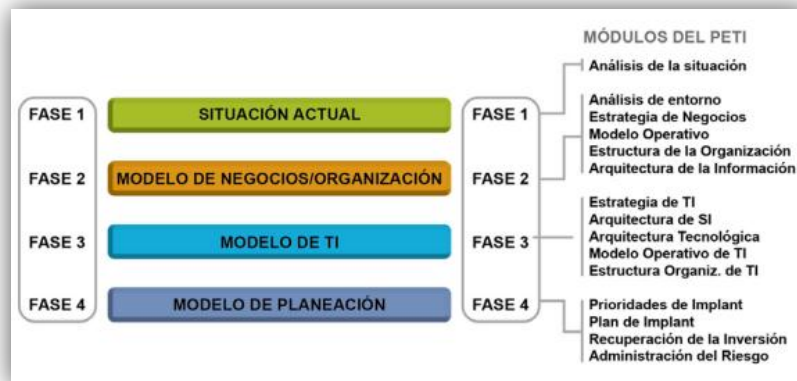 MÓDULOS DEL PETI
Análisis de la situación
FASE 1
SITUACIÓN ACTUAL
FASE 1
Análisis de entorno
Estrategia de Negocios
Modelo Operativo
Estructura de la Organización
Arquitectura de la Información
FASE 2
MODELO DE NEGOCIOS/ORGANIZACIÓN
FASE 2
Estrategia de TI
Arquitectura de SI
Arquitectura Tecnológica
Modelo Operativo de TI
Estructura Organiz. de TI
FASE 3
MODELO DE TI
FASE 3
FASE 4
MODELO DE PLANEACIÓN
FASE 4
Prioridades de Implant
Plan de Implant
Recuperación de la Inversión
Administración del Riesgo